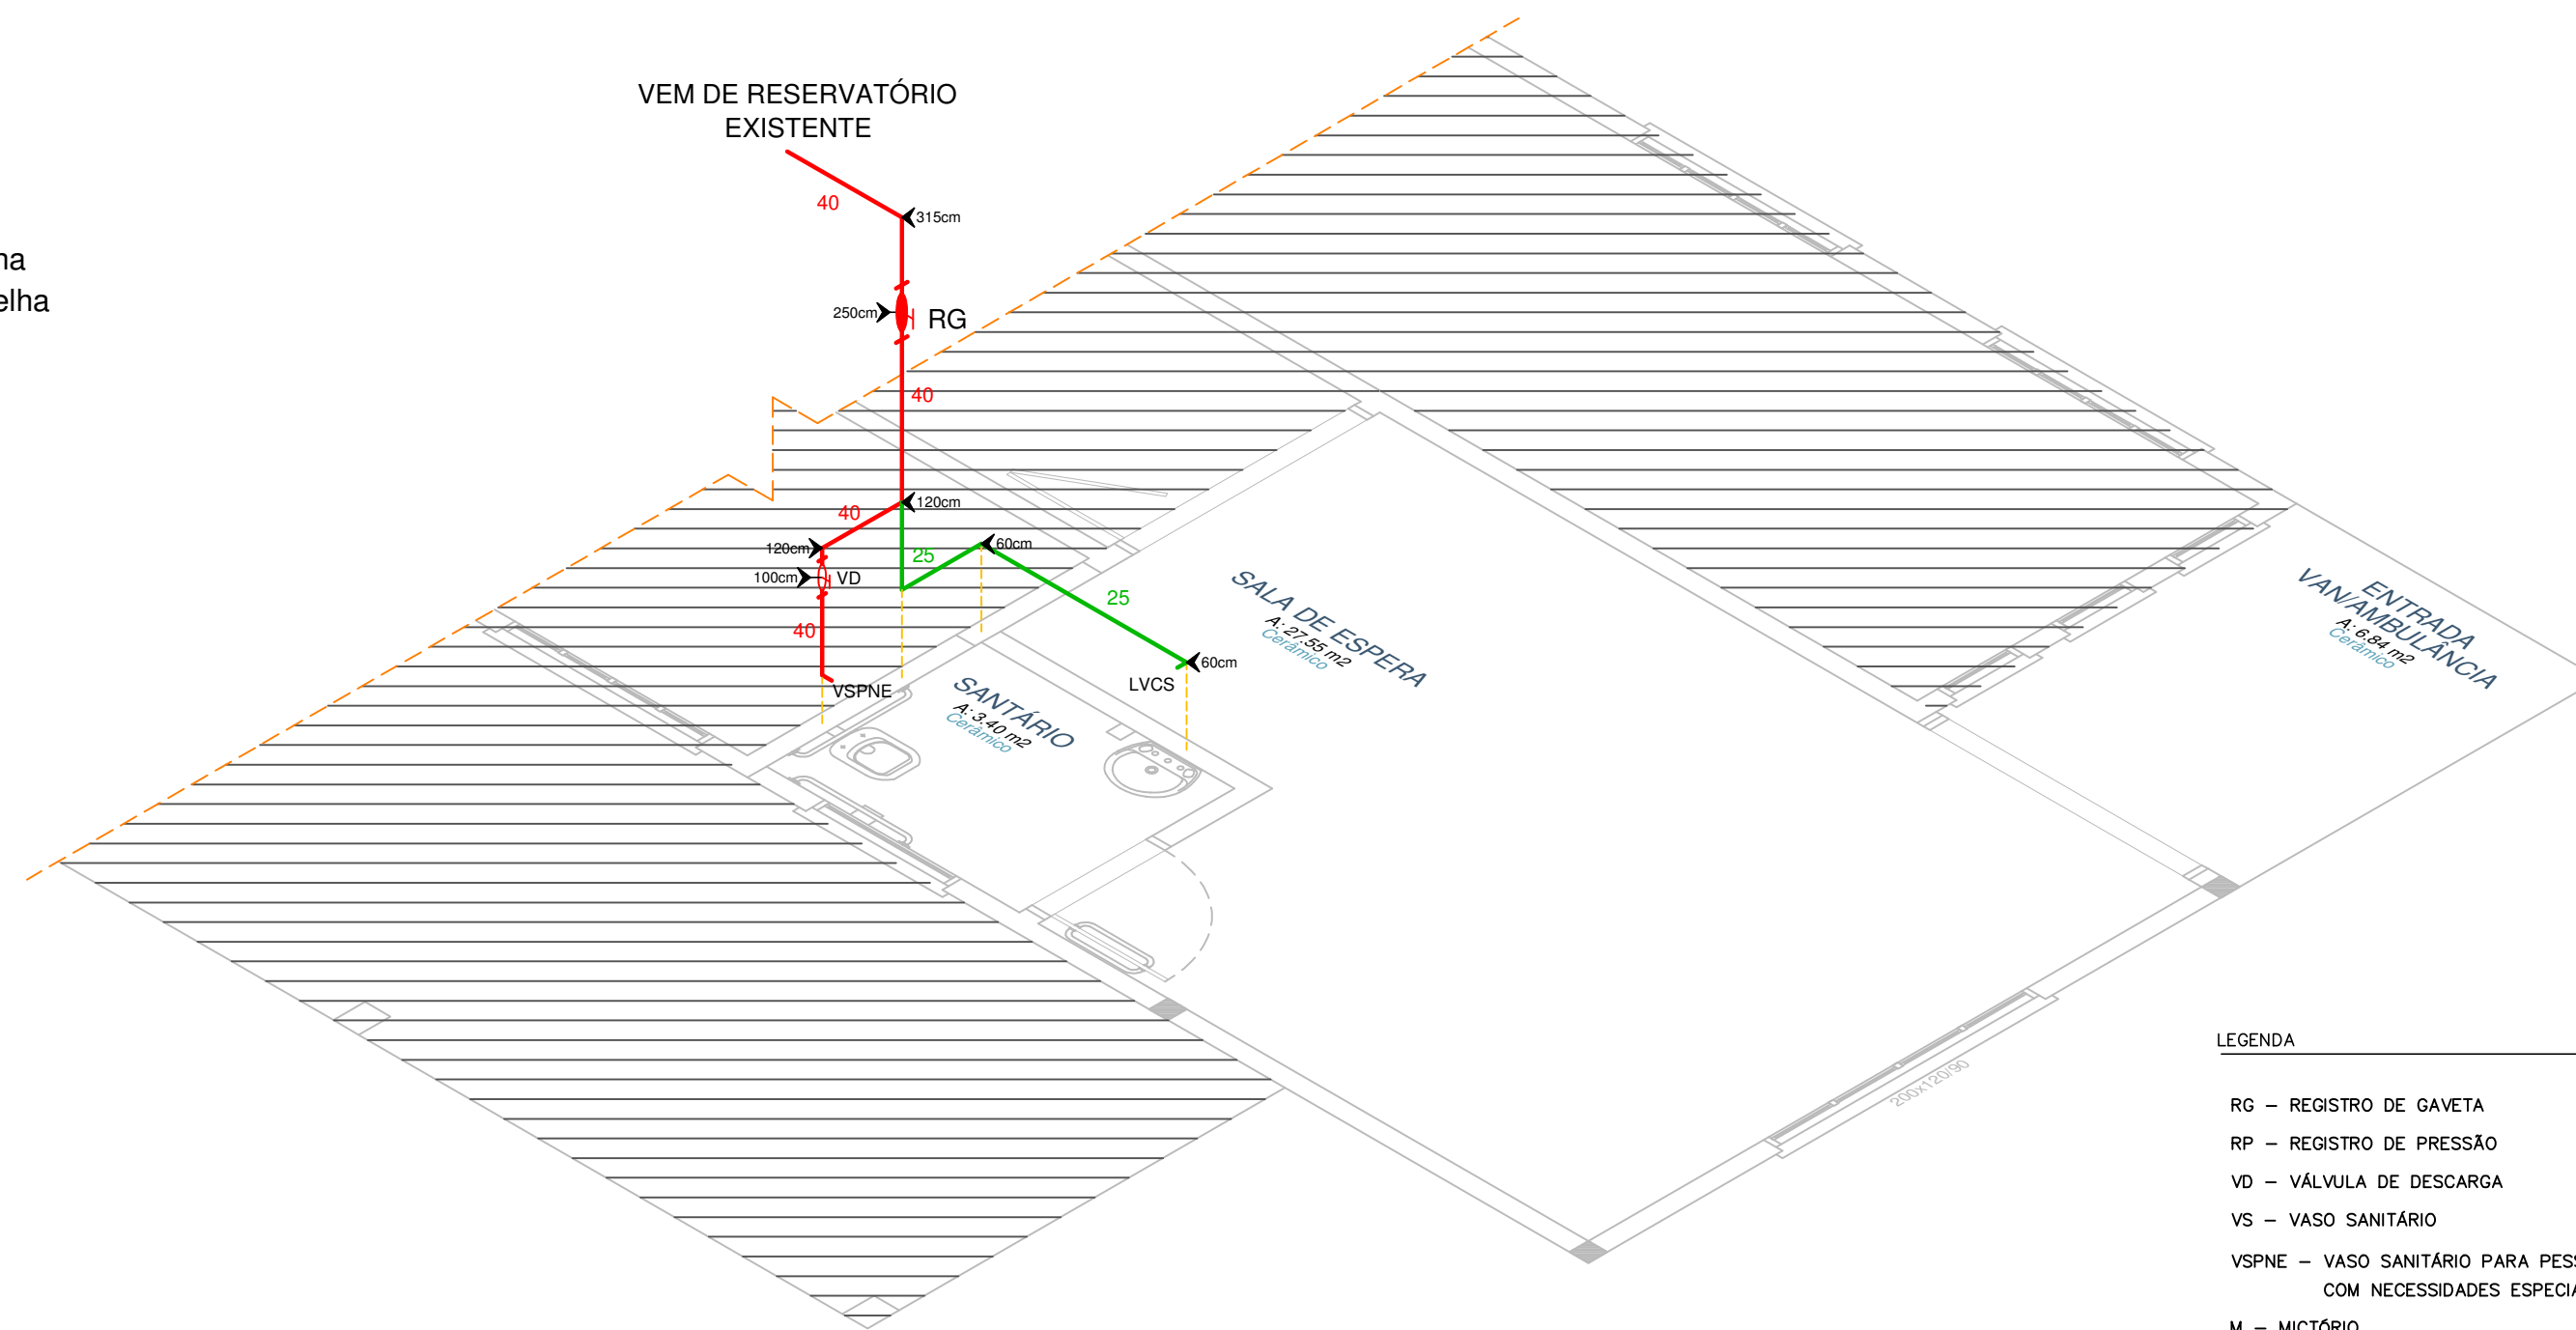 VEM DE RESERVATÓRIO
EXISTENTE
40
315cm
na
elha
250cm
RG
40
120cm
40
120cm
25
60cm
100cm
VD
25
40
60cm
VSPNE
LVCS
SALA DE ESPERA
A: 27.55 m2
Cerâmico
SANTÁRIO
A: 3.40 m2
Cerâmico
ENTRADA
VAN/AMBULÂNCIA
A: 6.84 m2
Cerâmico
200x120/90
LEGENDA
RG – REGISTRO DE GAVETA
RP – REGISTRO DE PRESSÃO
VD – VÁLVULA DE DESCARGA
VS – VASO SANITÁRIO
VSPNE – VASO SANITÁRIO PARA PESS
COM NECESSIDADES ESPECIA
M – MICTÓRIO